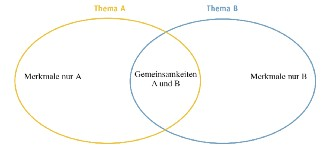 Thema A
Thema B
Merkmale nur A
Gemeinsamkeiten
A und B
Merkmale nur B